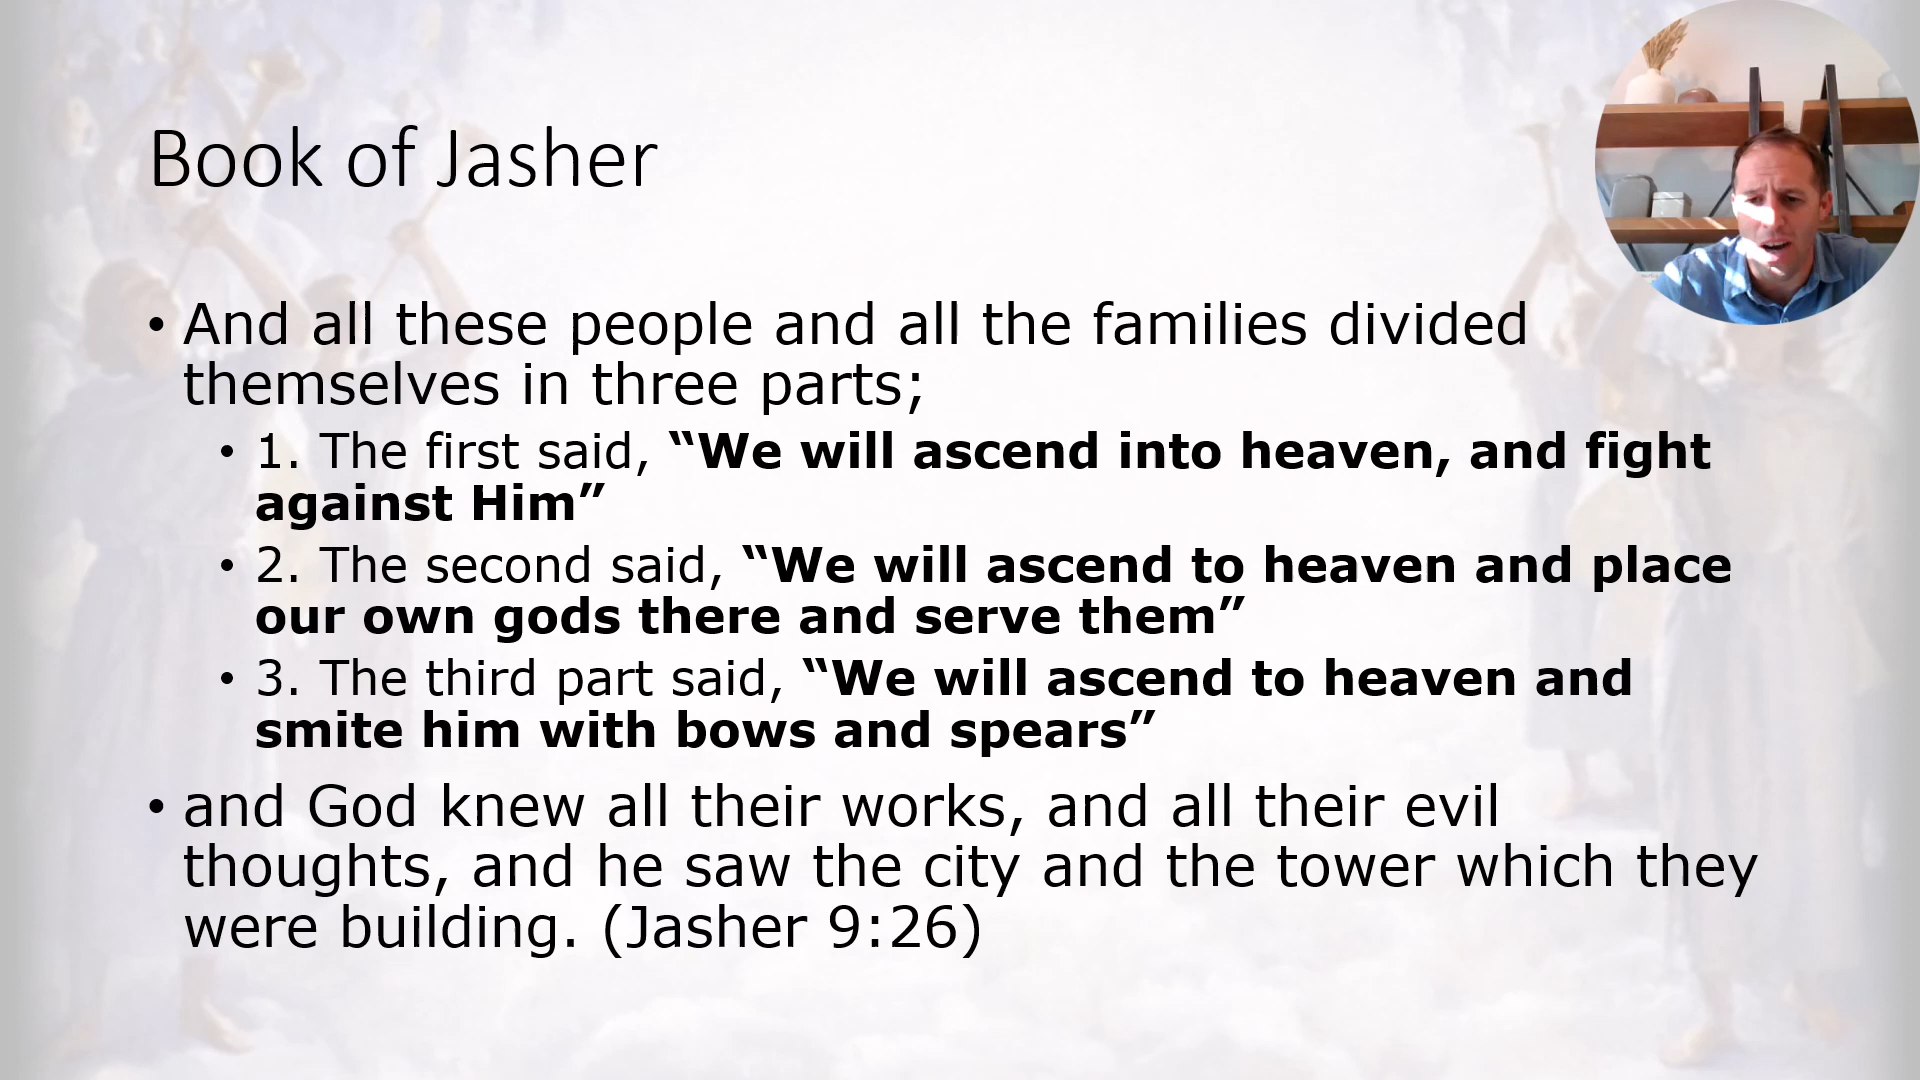 Book of Jasher
• And all these people and all the families divided
themselves in three parts;
• 1. The first said, “We will ascend into heaven, and fight
against Him”
• 2. The second said, “We will ascend to heaven and place
our own gods there and serve them”
• 3. The third part said, “We will ascend to heaven and
smite him with bows and spears”
• and God knew all their works, and all their evil
thoughts, and he saw the city and the tower which they
were building. (Jasher 9:26)